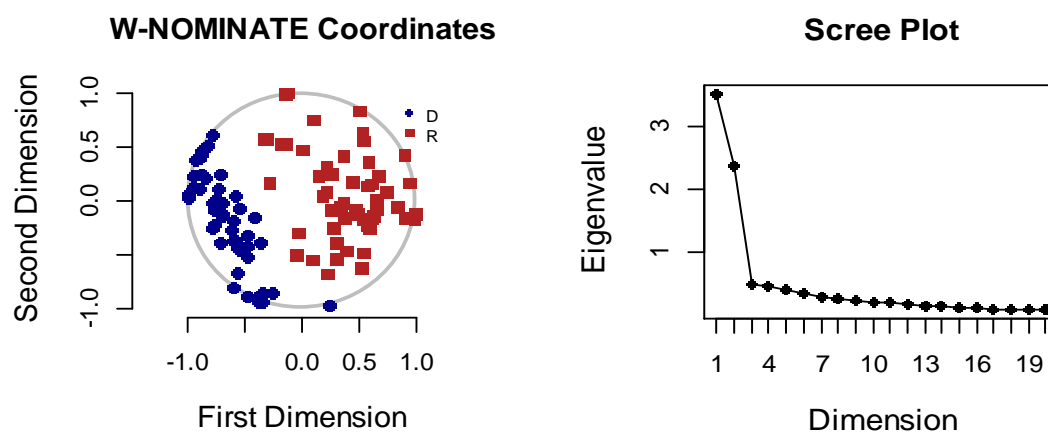 W-NOMINATE Coordinates
Second Dimension
1.0
0.5
0.0
-1.0
D
R
-1.0
0.0
0.5
1.0
First Dimension
Scree Plot
Eigenvalue
3
2
1
1
4
7
10
13
16
19
Dimension